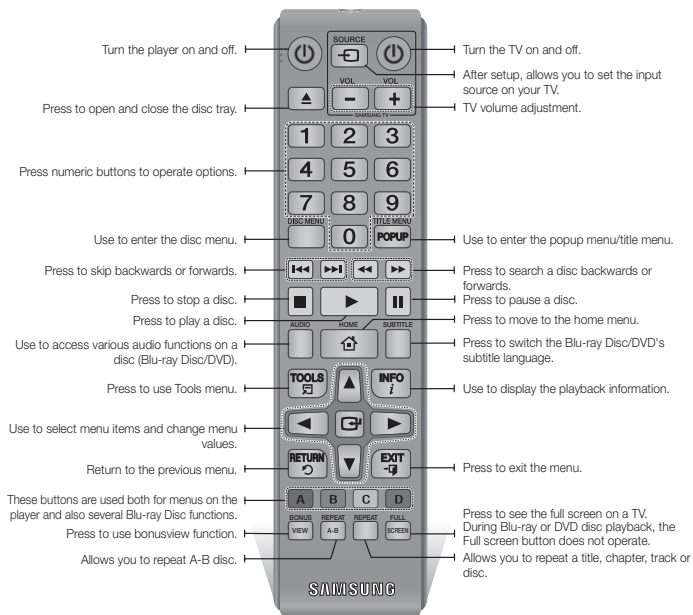 Turn the player on and off.
SOURCE
Turn the TV on and off.
After setup, allows you to set the input
source on your TV.
VOL
VOL
- +
Press to open and close the disc tray.
TV volume adjustment.
SAMSUNG TV
1 2 3
Press numeric buttons to operate options.
4 5 6
7 8 9
DISC MENU
TITLE MENU
0
POPUP
Use to enter the disc menu.
Use to enter the popup menu/title menu.
Press to skip backwards or forwards.
Press to search a disc backwards or
forwards.
Press to stop a disc.
Press to pause a disc.
Press to play a disc.
Press to move to the home menu.
AUDIO
HOME
SUBTITLE
Use to access various audio functions on a
disc (Blu-ray Disc/DVD).
Press to switch the Blu-ray Disc/DVD's
subtitle language.
TOOLS
INFO
i
Press to use Tools menu.
Use to display the playback information.
Use to select menu items and change menu
values.
RETURN
EXIT
Return to the previous menu.
Press to exit the menu.
A B C D
These buttons are used both for menus on the
player and also several Blu-ray Disc functions.
BONUS
REPEAT
REPEAT
FULL
VIEW
A-B
SCREEN
Press to see the full screen on a TV.
During Blu-ray or DVD disc playback, the
Full screen button does not operate.
Press to use bonusview function.
Allows you to repeat A-B disc.
Allows you to repeat a title, chapter, track or
disc.
SAMSUNG